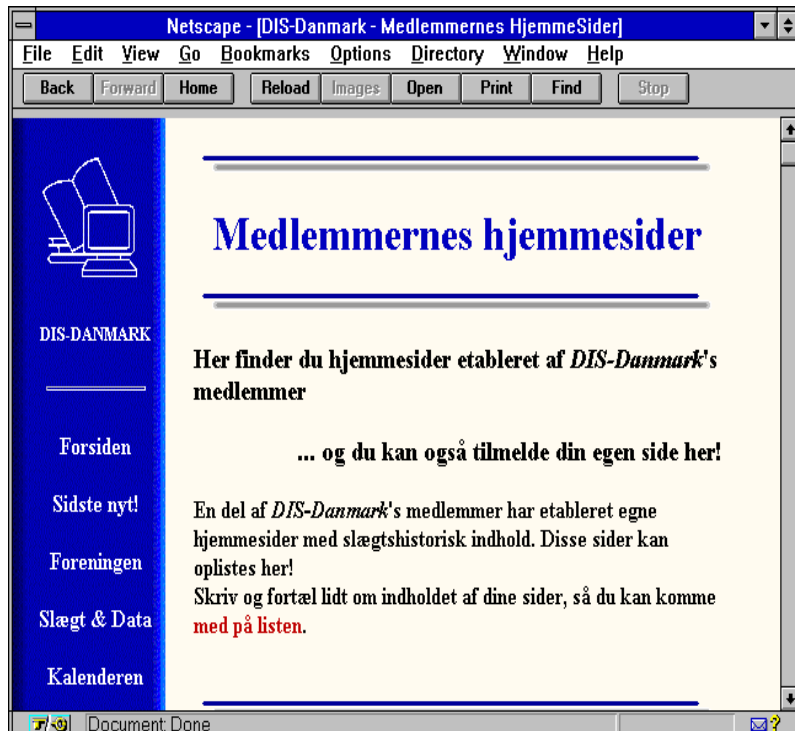 Netscape - [DIS-Danmark - Medlemmernes HjemmeSider]
File Edit View Go Bookmarks Options Directory Window Help
Back Forward Home Reload Images Open Print Find Stop
DIS-DANMARK
Forsiden
Sidste nyt!
Foreningen
Slægt & Data
Kalenderen
Medlemmernes hjemmesider
Her finder du hjemmesider etableret af DIS-Danmark's
medlemmer
... og du kan også tilmelde din egen side her!
En del af DIS-Danmark's medlemmer har etableret egne
hjemmesider med slægtshistorisk indhold. Disse sider kan
oplistes her!
Skriv og fortæl lidt om indholdet af dine sider, så du kan komme
med på listen.
Document: Done